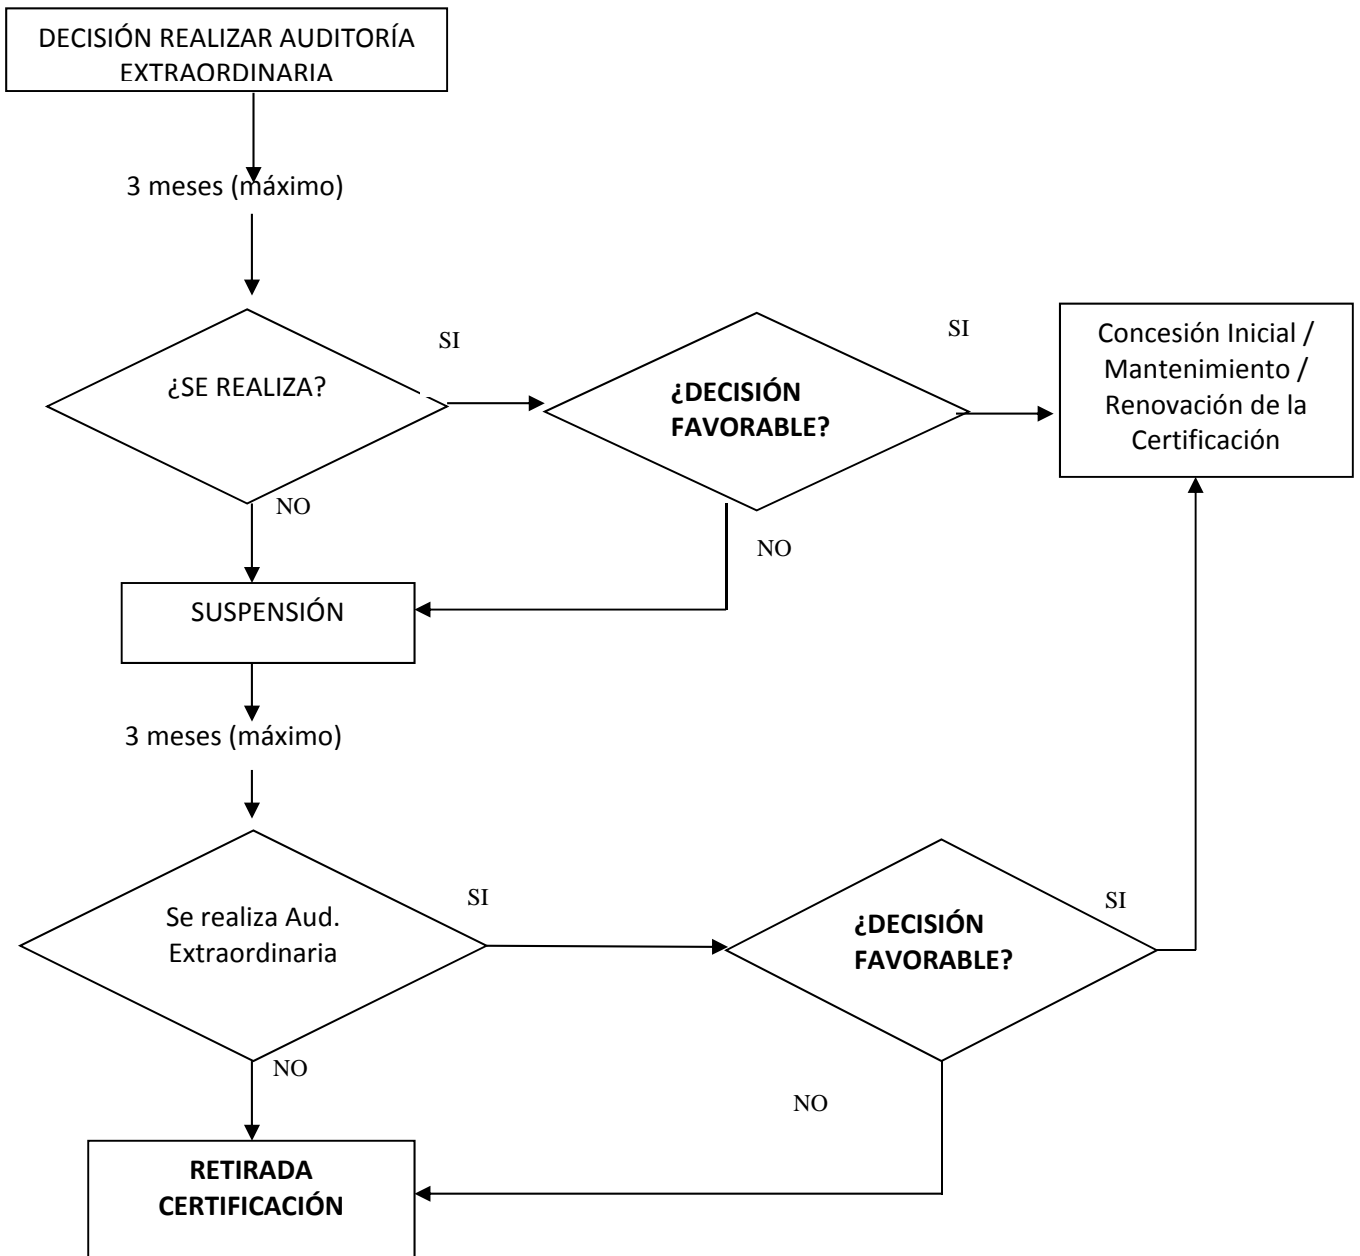 DECISIÓN REALIZAR AUDITORÍA
EXTRAORDINARIA
3 meses (máximo)
¿SE REALIZA?
SI
¿DECISIÓN
FAVORABLE?
SI
Concesión Inicial /
Mantenimiento /
Renovación de la
Certificación
NO
NO
SUSPENSIÓN
3 meses (máximo)
Se realiza Aud.
Extraordinaria
SI
¿DECISIÓN
FAVORABLE?
SI
NO
NO
RETIRADA
CERTIFICACIÓN